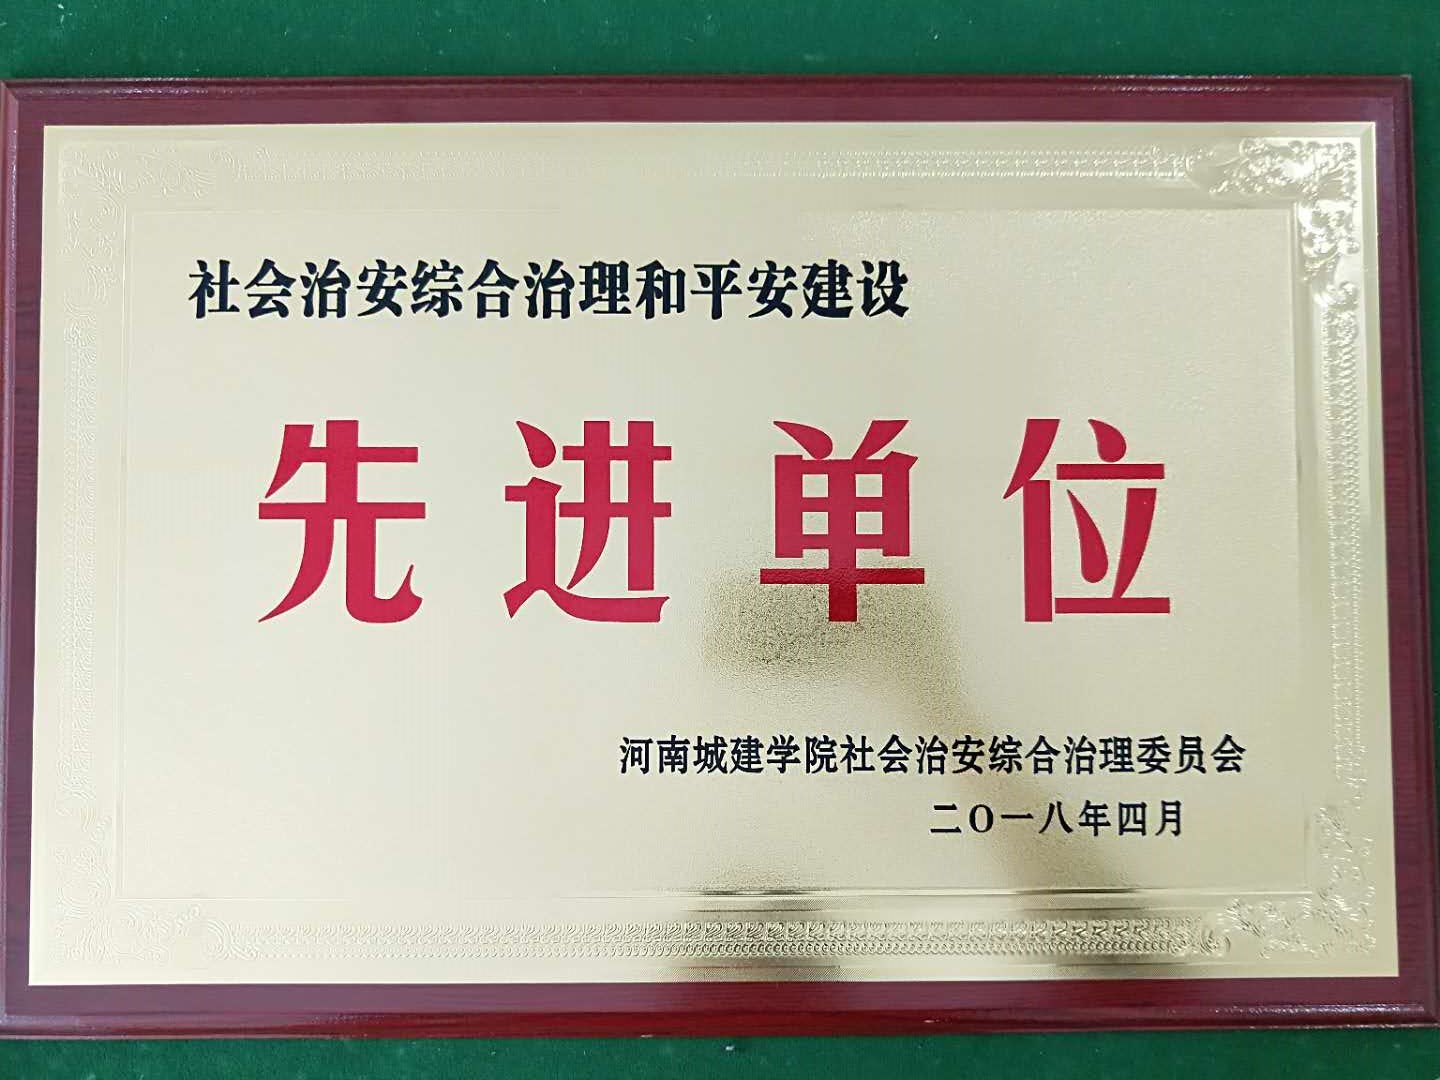 社会治安综合治理和平安建设
先进单位
河南城建学院社会治安综合治理委员会
二O一八年四月